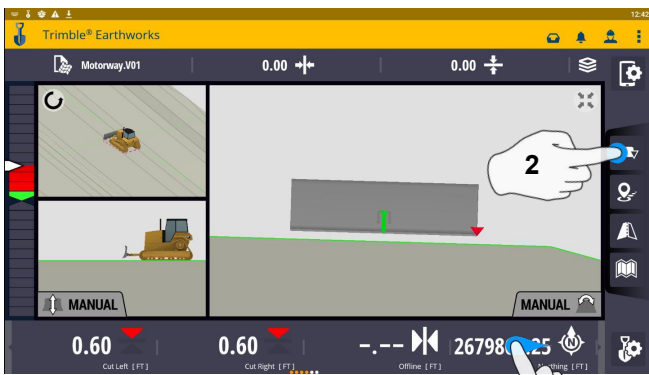 12:42
Trimble® Earthworks
Motorway.V01 0.00 0.00
2
MANUAL MANUAL
0.60 0.60 -.-- 25
Cut Left [FT] Cut Right [FT] Offline [FT] [FT]